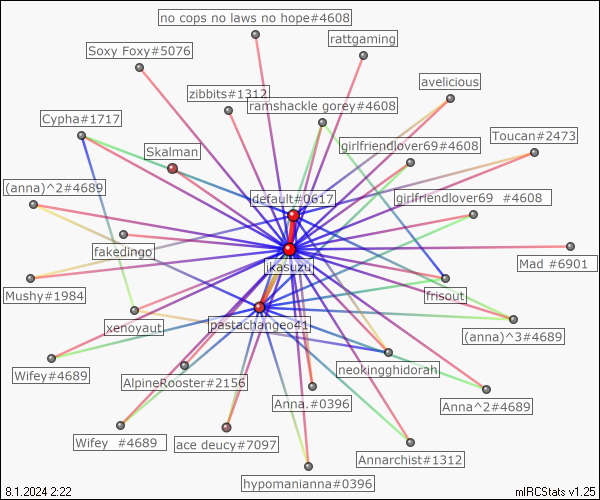 no cops no laws no hope#4608
rattgaming
Soxy Foxy#5076
avelicious
zibbits#1312
ramshackle gorey#4608
Cypha#1717
Toucan#2473
girlfriendlover69#4608
Skalman
(anna)^2#4689
default#0617
girlfriendlover69  #4608
fakedingo
ikasuzu
Mad #6901
Mushy#1984
frisout
xenoyaut
pastachangeo41
(anna)^3#4689
Wifey#4689
neokingghidorah
AlpineRooster#2156
Anna.#0396
Anna^2#4689
Wifey  #4689
ace deucy#7097
Annarchist#1312
hypomanianna#0396
8.1.2024 2:22
mIRCStats v1.25